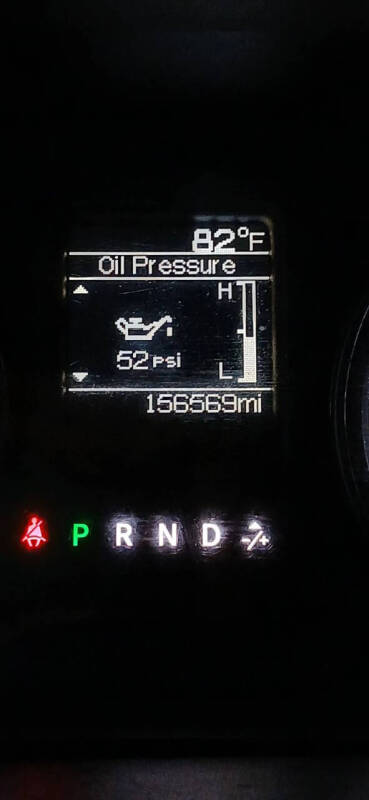 82°F
Oil Pressure
H
52 psi
L
156569mi
P R N D -/+